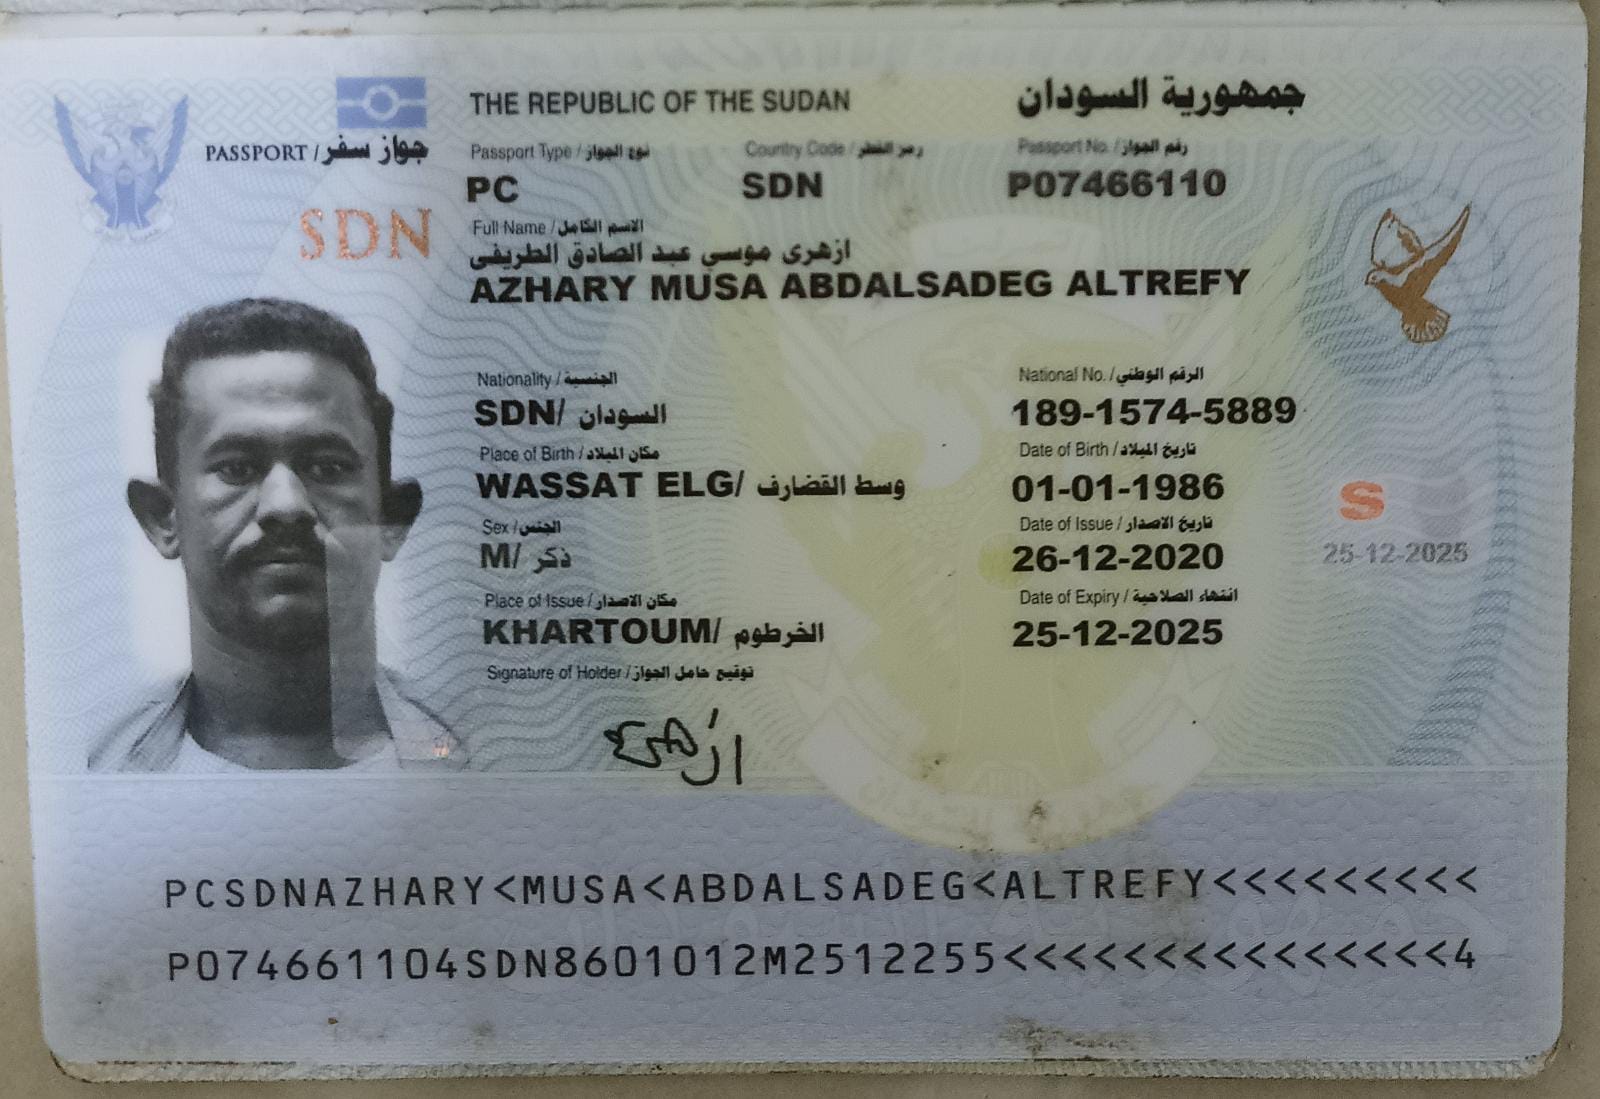 THE REPUBLIC OF THE SUDAN جمهورية السودان
PASSPORT / جواز سفر
Passport Type / نوع الجواز Country Code / رمز القطر Passport No. / رقم الجواز
PC SDN P07466110
SDN
Full Name / الاسم الكامل
ازهرى موسى عبد الصادق الطريفى
AZHARY MUSA ABDALSADEG ALTREFY
Nationality / الجنسية National No. / الرقم الوطني
SDN/ السودان 189-1574-5889
Place of Birth / مكان الميلاد Date of Birth / تاريخ الميلاد
WASSAT ELG/ وسط القضارف 01-01-1986
S
Sex / الجنس Date of Issue / تاريخ الاصدار
M/ ذكر 26-12-2020 25-12-2025
Place of Issue / مكان الاصدار Date of Expiry / انتهاء الصلاحية
KHARTOUM/ الخرطوم 25-12-2025
Signature of Holder / توقيع حامل الجواز
ازهرى
PCSDNAZHARY<MUSA<ABDALSADEG<ALTREFY<<<<<<<<<
P074661104SDN8601012M2512255<<<<<<<<<<<<<<<4